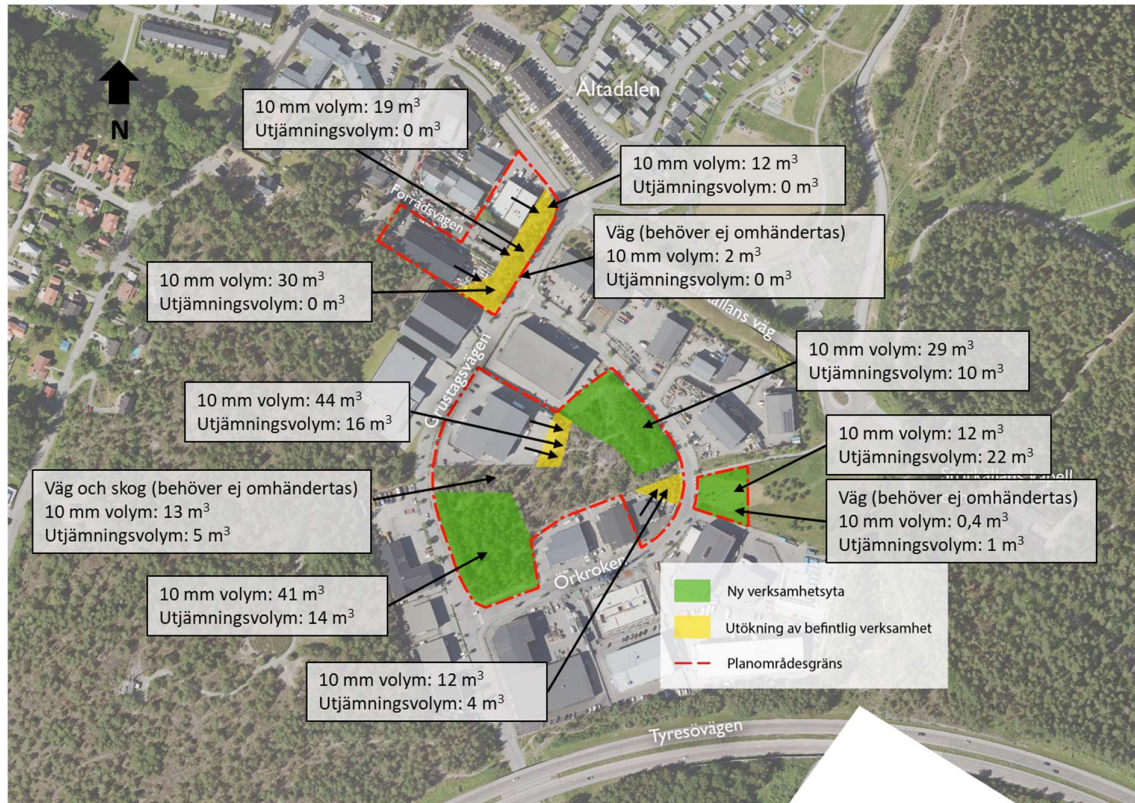 Ältadalen
N
10 mm volym: 19 m³
Utjämningsvolym: 0 m³
10 mm volym: 12 m³
Utjämningsvolym: 0 m³
Förrådsvägen
Väg (behöver ej omhändertas)
10 mm volym: 2 m³
Utjämningsvolym: 0 m³
10 mm volym: 30 m³
Utjämningsvolym: 0 m³
källans väg
Grustagsvägen
10 mm volym: 29 m³
Utjämningsvolym: 10 m³
10 mm volym: 44 m³
Utjämningsvolym: 16 m³
10 mm volym: 12 m³
Utjämningsvolym: 22 m³
Storkällans kapell
Väg och skog (behöver ej omhändertas)
10 mm volym: 13 m³
Utjämningsvolym: 5 m³
Väg (behöver ej omhändertas)
10 mm volym: 0,4 m³
Utjämningsvolym: 1 m³
10 mm volym: 41 m³
Utjämningsvolym: 14 m³
Örkroken
Ny verksamhetsyta
Utökning av befintlig verksamhet
Planområdesgräns
10 mm volym: 12 m³
Utjämningsvolym: 4 m³
Tyresövägen